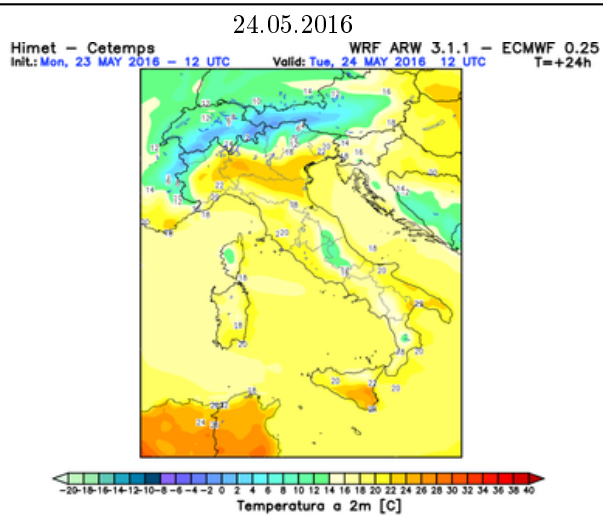 24.05.2016
Himet – Cetemps WRF ARW 3.1.1 – ECMWF 0.25
Init.: Mon, 23 MAY 2016 – 12 UTC Valid: Tue, 24 MAY 2016 12 UTC T=+24h
-20-18-16-14-12-10-8 -6 -4 -2 0 2 4 6 8 10 12 14 16 18 20 22 24 26 28 30 32 34 36 38 40
Temperatura a 2m [C]